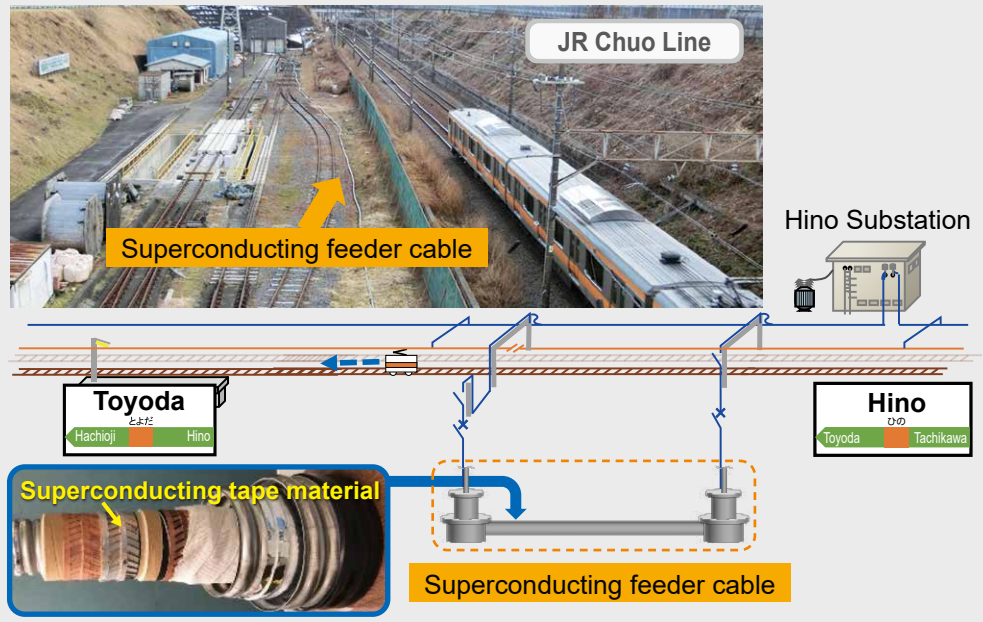 JR Chuo Line
Superconducting feeder cable
Hino Substation
Toyoda
とよだ
Hachioji
Hino
Hino
ひの
Toyoda
Tachikawa
Superconducting tape material
Superconducting feeder cable